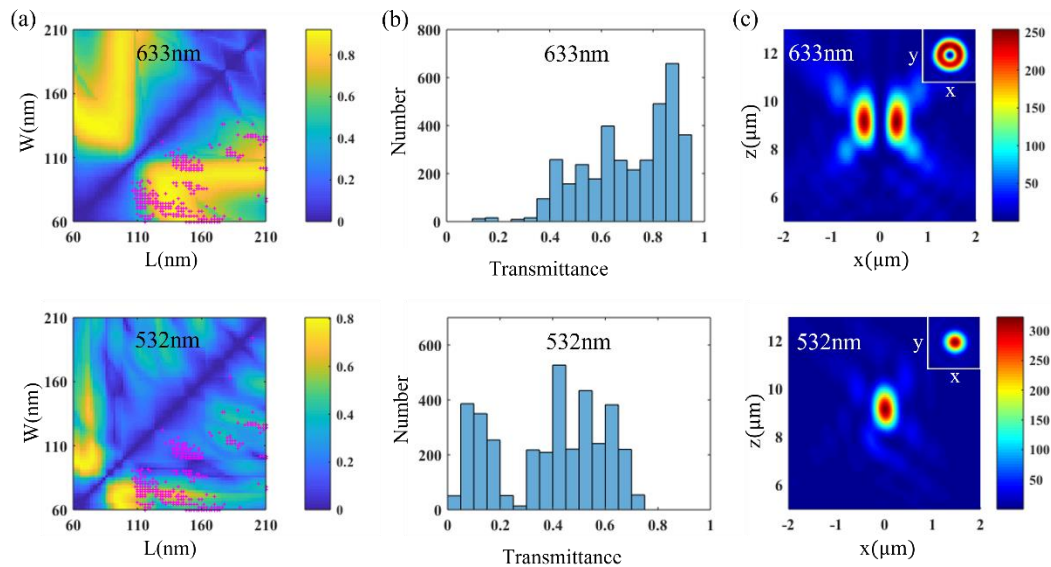 (a)
(b)
(c)
210
160
110
60
W(nm)
633nm
60 110 160 210
L(nm)
0.8
0.6
0.4
0.2
0
800
600
400
200
0
Number
633nm
0 0.2 0.4 0.6 0.8 1
Transmittance
12
10
8
6
z(μm)
633nm
y
x
-2 -1 0 1 2
x(μm)
250
200
150
100
50
210
160
110
60
W(nm)
532nm
60 110 160 210
L(nm)
0.8
0.6
0.4
0.2
0
600
400
200
0
Number
532nm
0 0.2 0.4 0.6 0.8 1
Transmittance
12
10
8
6
z(μm)
532nm
y
x
-2 -1 0 1 2
x(μm)
300
250
200
150
100
50